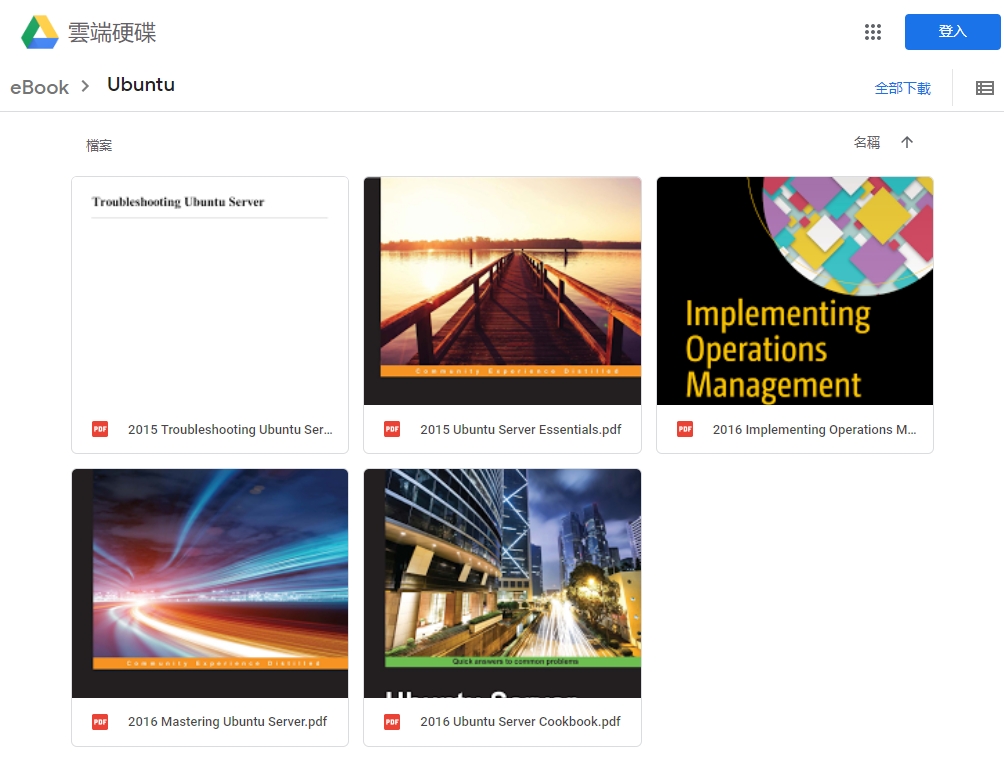 雲端硬碟
登入
eBook > Ubuntu
全部下載
檔案
名稱
Troubleshooting Ubuntu Server
Community Experience Distilled
Implementing
Operations
Management
PDF 2015 Troubleshooting Ubuntu Ser...
PDF 2015 Ubuntu Server Essentials.pdf
PDF 2016 Implementing Operations M...
Community Experience Distilled
Quick answers to common problems
Ubuntu Server
PDF 2016 Mastering Ubuntu Server.pdf
PDF 2016 Ubuntu Server Cookbook.pdf